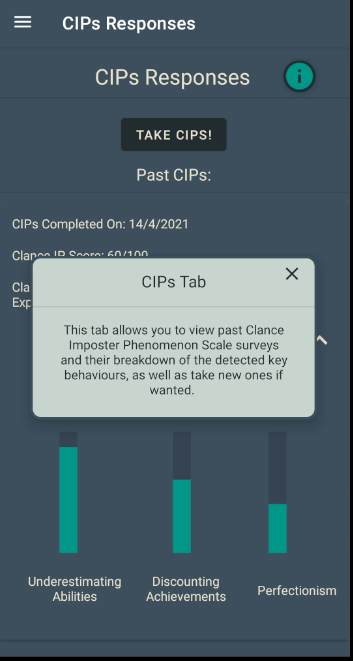 CIPs Responses
CIPs Responses
i
TAKE CIPS!
Past CIPs:
CIPs Completed On: 14/4/2021
Clance IP Score: 60/100
Cla
Exp
CIPs Tab
This tab allows you to view past Clance
Imposter Phenomenon Scale surveys
and their breakdown of the detected key
behaviours, as well as take new ones if
wanted.
Underestimating
Abilities
Discounting
Achievements
Perfectionism